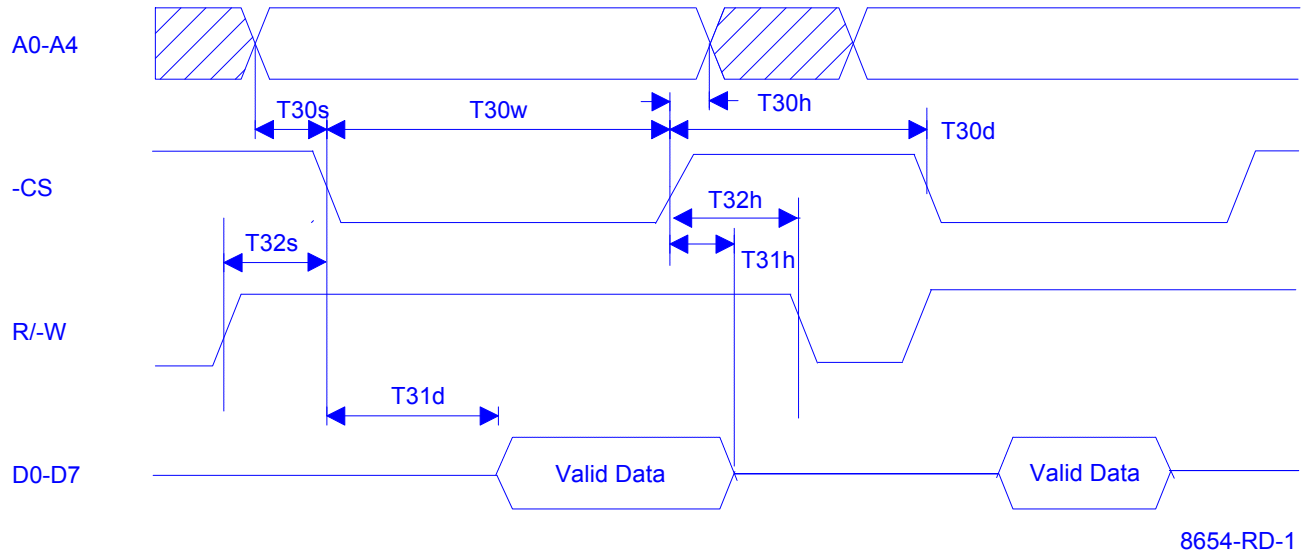 A0-A4
T30s
T30w
T30h
T30d
-CS
T32h
T32s
T31h
R/-W
T31d
D0-D7
Valid Data
Valid Data
8654-RD-1